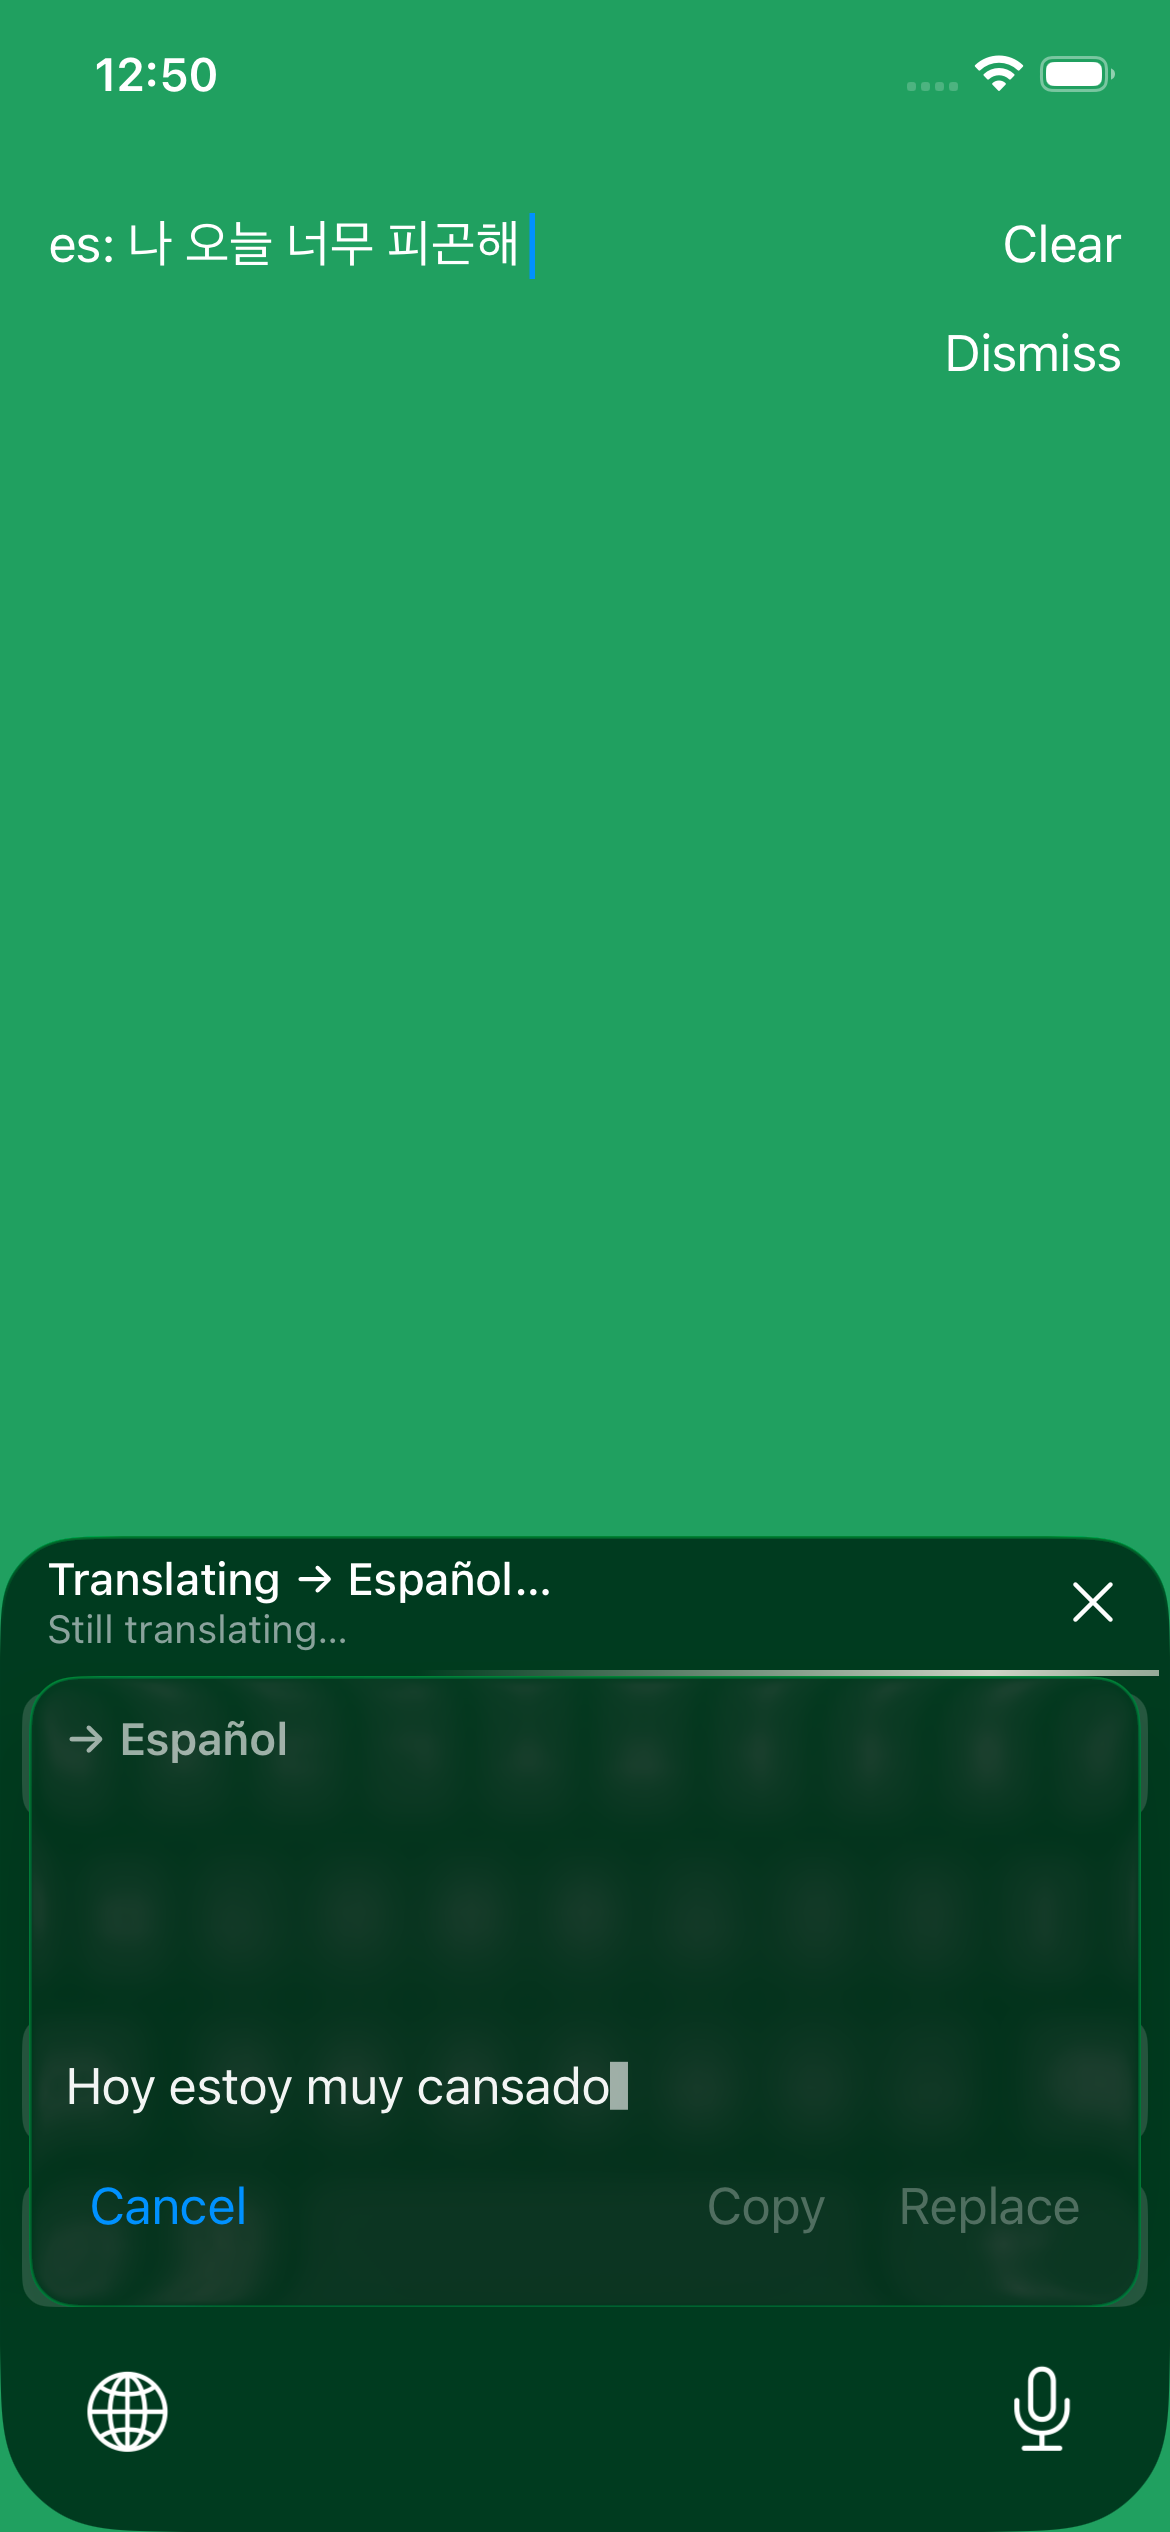 12:50
es: 나 오늘 너무 피곤해
Clear
Dismiss
Translating → Español...
Still translating...
→ Español
Hoy estoy muy cansado
Cancel
Copy
Replace